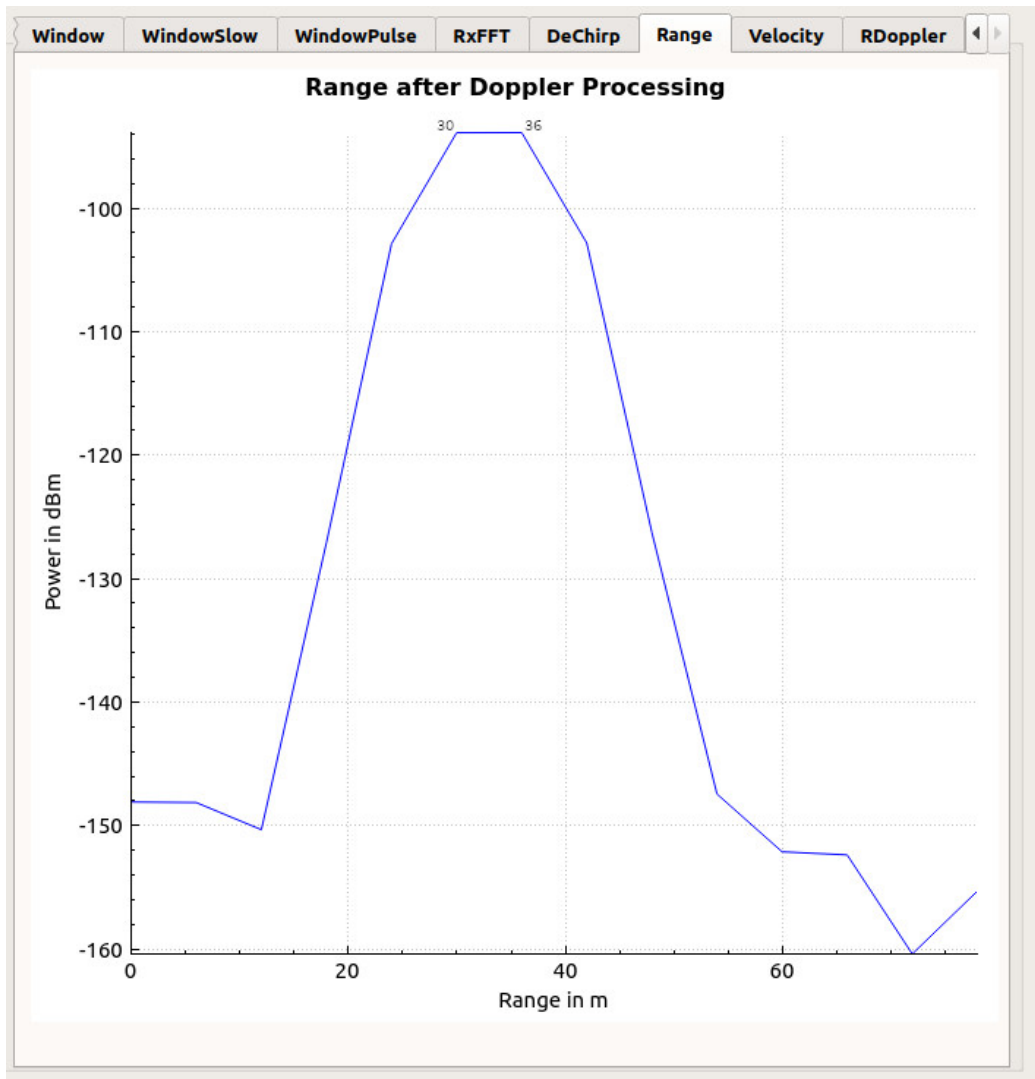 Window WindowSlow WindowPulse RxFFT DeChirp Range Velocity RDoppler
Range after Doppler Processing
30 36
-100
-110
-120
-130
-140
-150
-160
Power in dBm
0 20 40 60
Range in m